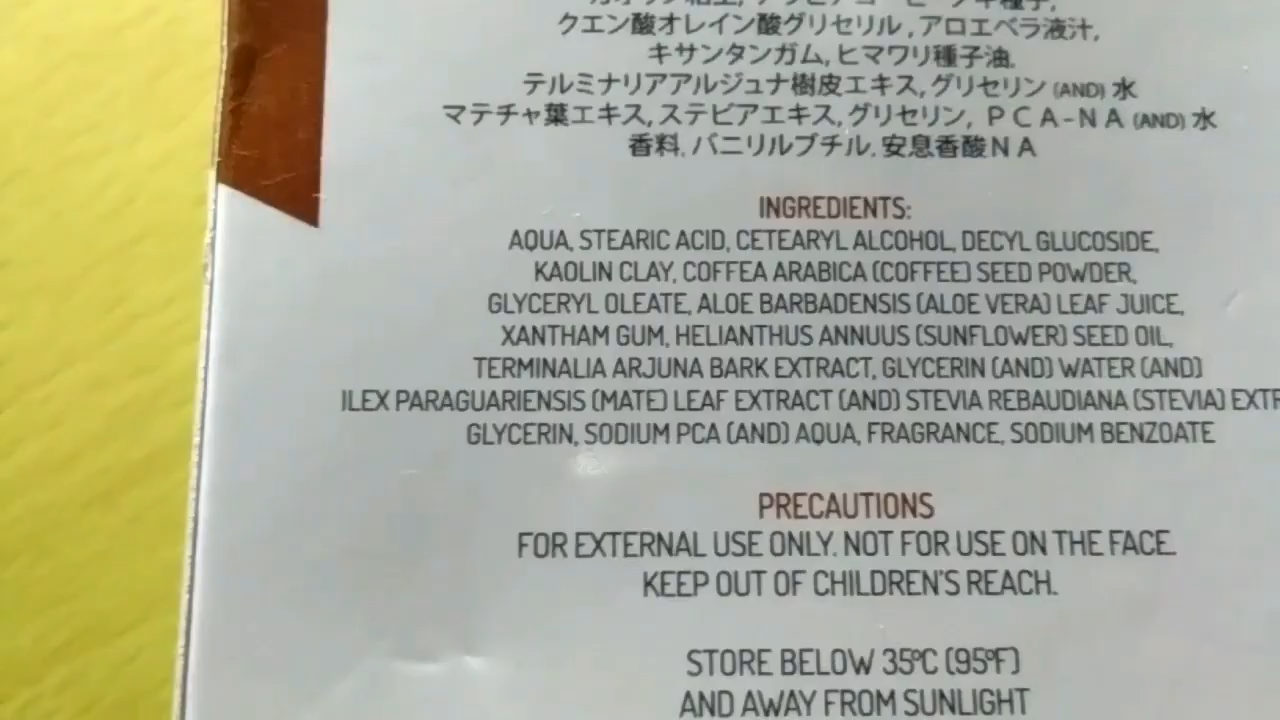 クエン酸オレイン酸グリセリル , アロエベラ液汁,
キサンタンガム, ヒマワリ種子油,
テルミナリアアルジュナ樹皮エキス, グリセリン (AND) 水
マテチャ葉エキス, ステビアエキス, グリセリン, ＰＣＡ-ＮＡ (AND) 水
香料, バニリルブチル, 安息香酸ＮＡ
INGREDIENTS:
AQUA, STEARIC ACID, CETEARYL ALCOHOL, DECYL GLUCOSIDE,
KAOLIN CLAY, COFFEA ARABICA (COFFEE) SEED POWDER,
GLYCERYL OLEATE, ALOE BARBADENSIS (ALOE VERA) LEAF JUICE,
XANTHAM GUM, HELIANTHUS ANNUUS (SUNFLOWER) SEED OIL,
TERMINALIA ARJUNA BARK EXTRACT, GLYCERIN (AND) WATER (AND)
ILEX PARAGUARIENSIS (MATE) LEAF EXTRACT (AND) STEVIA REBAUDIANA (STEVIA)
GLYCERIN, SODIUM PCA (AND) AQUA, FRAGRANCE, SODIUM BENZOATE
PRECAUTIONS
FOR EXTERNAL USE ONLY. NOT FOR USE ON THE FACE.
KEEP OUT OF CHILDREN'S REACH.
STORE BELOW 35ºC (95ºF)
AND AWAY FROM SUNLIGHT